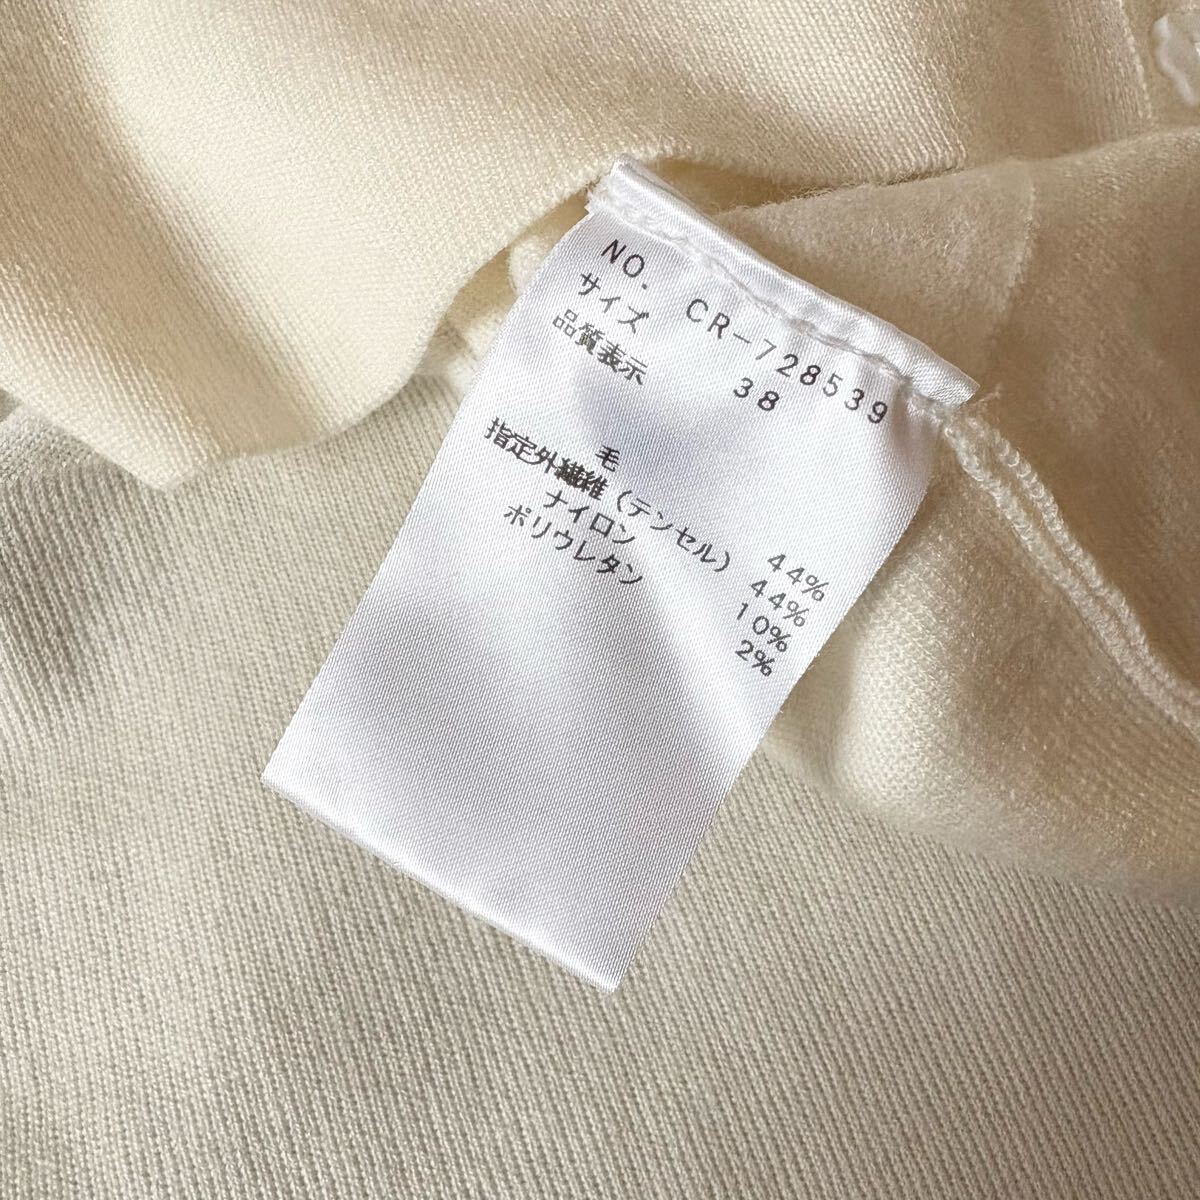 NO. CR-728539
サイズ 38
品質表示
毛 44%
指定外繊維(テンセル) 44%
ナイロン 10%
ポリウレタン 2%